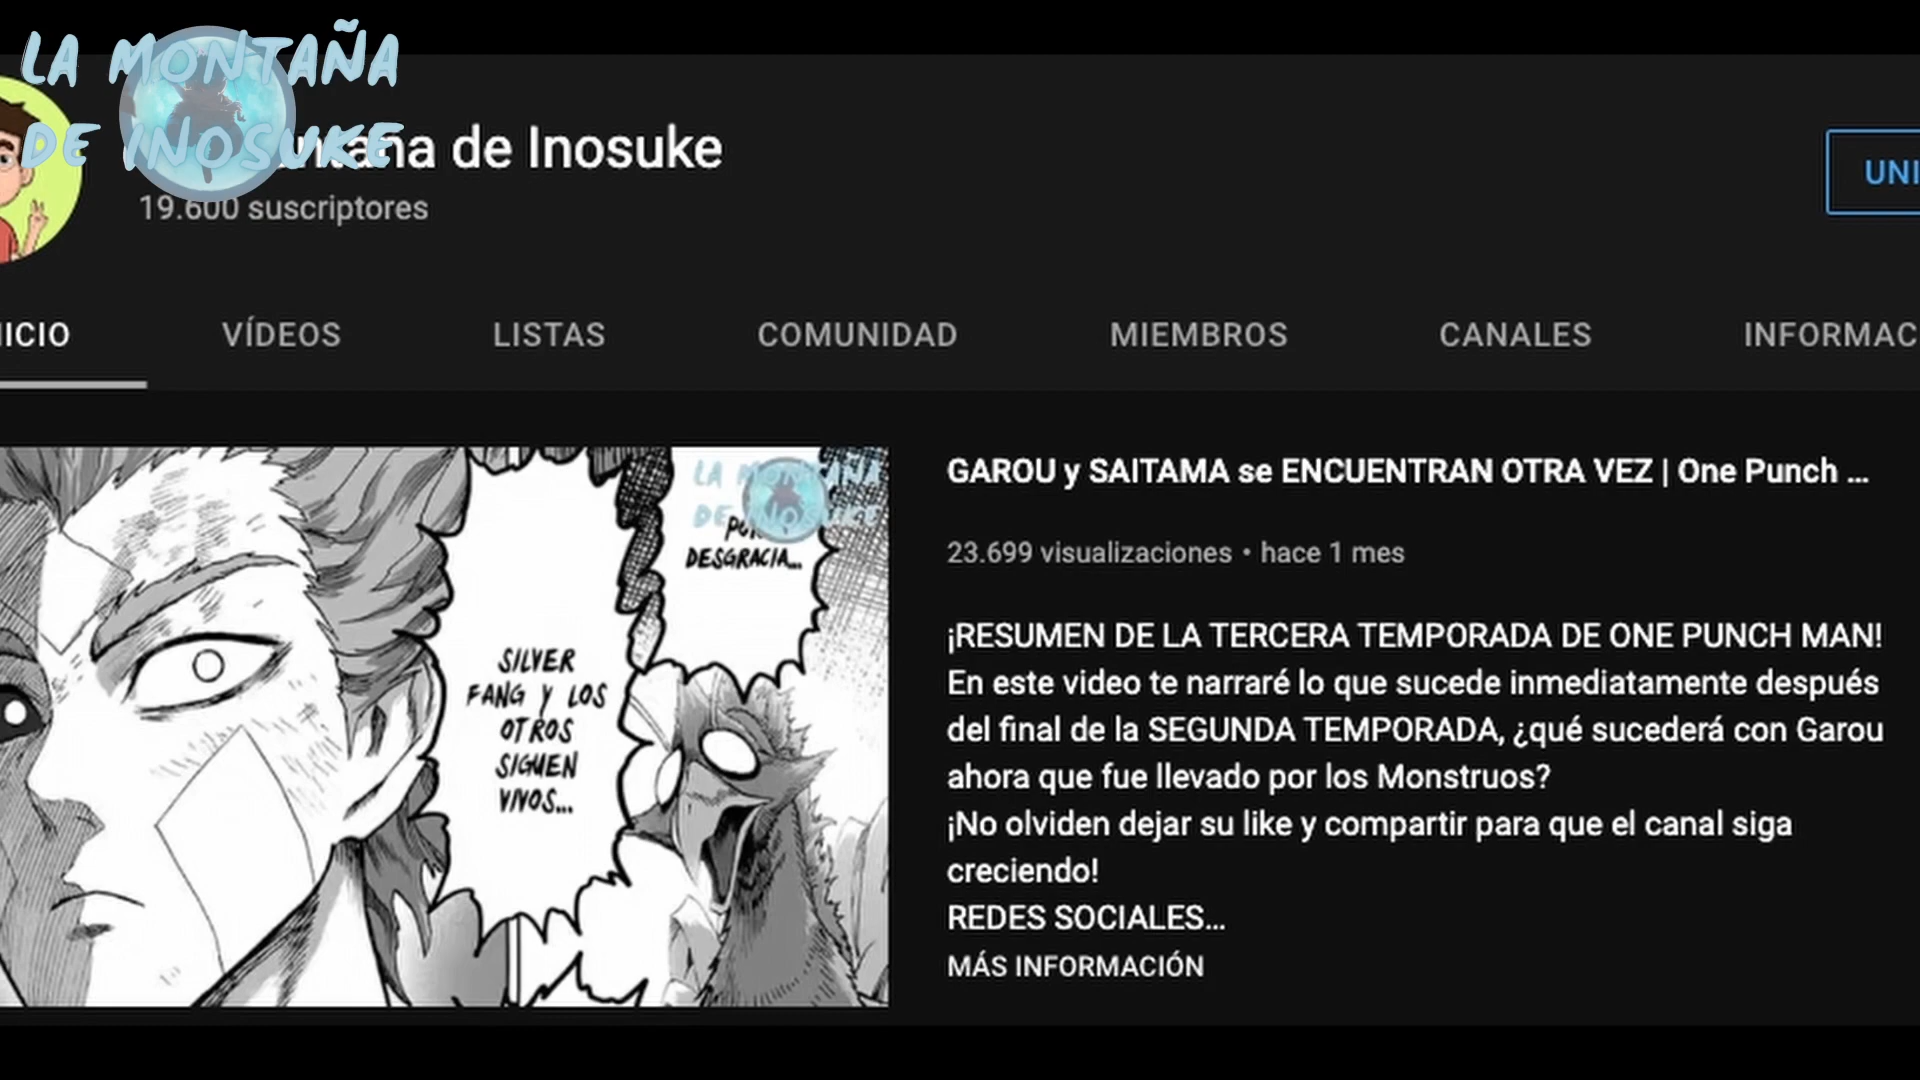 LA MONTAÑA
DE INOSUKE
ntaña de Inosuke
19.600 suscriptores
UNI
ICIO
VÍDEOS
LISTAS
COMUNIDAD
MIEMBROS
CANALES
INFORMAC
LA MONTAÑA
DE INOSUKE
DESGRACIA...
SILVER
FANG Y LOS
OTROS
SIGUEN
VIVOS...
GAROU y SAITAMA se ENCUENTRAN OTRA VEZ | One Punch ...
23.699 visualizaciones • hace 1 mes
¡RESUMEN DE LA TERCERA TEMPORADA DE ONE PUNCH MAN!
En este video te narraré lo que sucede inmediatamente después
del final de la SEGUNDA TEMPORADA, ¿qué sucederá con Garou
ahora que fue llevado por los Monstruos?
¡No olviden dejar su like y compartir para que el canal siga
creciendo!
REDES SOCIALES...
MÁS INFORMACIÓN